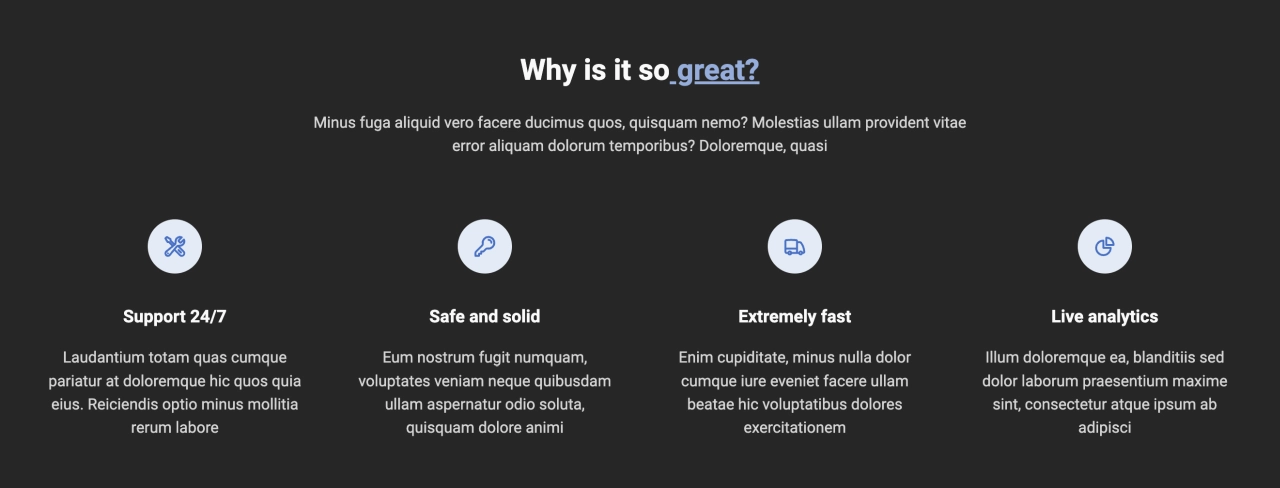 Why is it so great?
Minus fuga aliquid vero facere ducimus quos, quisquam nemo? Molestias ullam provident vitae
error aliquam dolorum temporibus? Doloremque, quasi
Support 24/7
Laudantium totam quas cumque
pariatur at doloremque hic quos quia
eius. Reiciendis optio minus mollitia
rerum labore
Safe and solid
Eum nostrum fugit numquam,
voluptates veniam neque quibusdam
ullam aspernatur odio soluta,
quisquam dolore animi
Extremely fast
Enim cupiditate, minus nulla dolor
cumque iure eveniet facere ullam
beatae hic voluptatibus dolores
exercitationem
Live analytics
Illum doloremque ea, blanditiis sed
dolor laborum praesentium maxime
sint, consectetur atque ipsum ab
adipisci